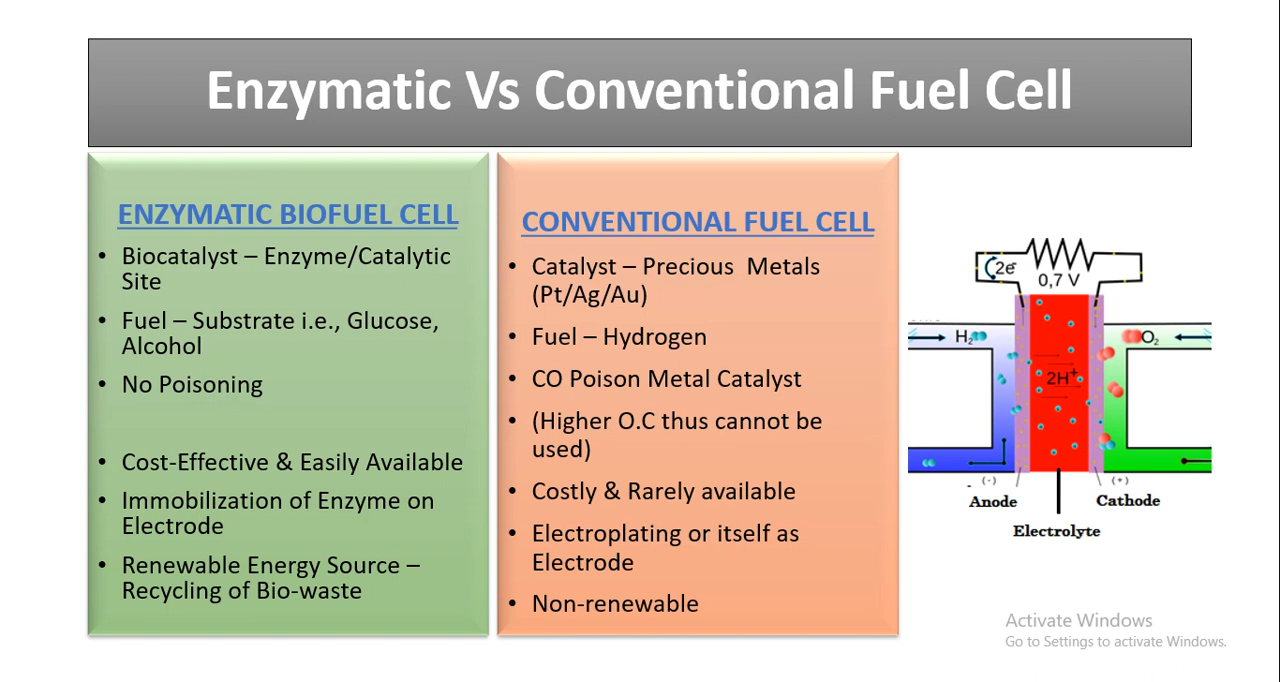 Enzymatic Vs Conventional Fuel Cell
ENZYMATIC BIOFUEL CELL
• Biocatalyst – Enzyme/Catalytic
Site
• Fuel – Substrate i.e., Glucose,
Alcohol
• No Poisoning
• Cost-Effective & Easily Available
• Immobilization of Enzyme on
Electrode
• Renewable Energy Source –
Recycling of Bio-waste
CONVENTIONAL FUEL CELL
• Catalyst – Precious Metals
(Pt/Ag/Au)
• Fuel – Hydrogen
• CO Poison Metal Catalyst
• (Higher O.C thus cannot be
used)
• Costly & Rarely available
• Electroplating or itself as
Electrode
• Non-renewable
2e⁻
0,7 V
H₂
O₂
2H⁺
(-)
(+)
Anode
Cathode
Electrolyte
Activate Windows
Go to Settings to activate Windows.